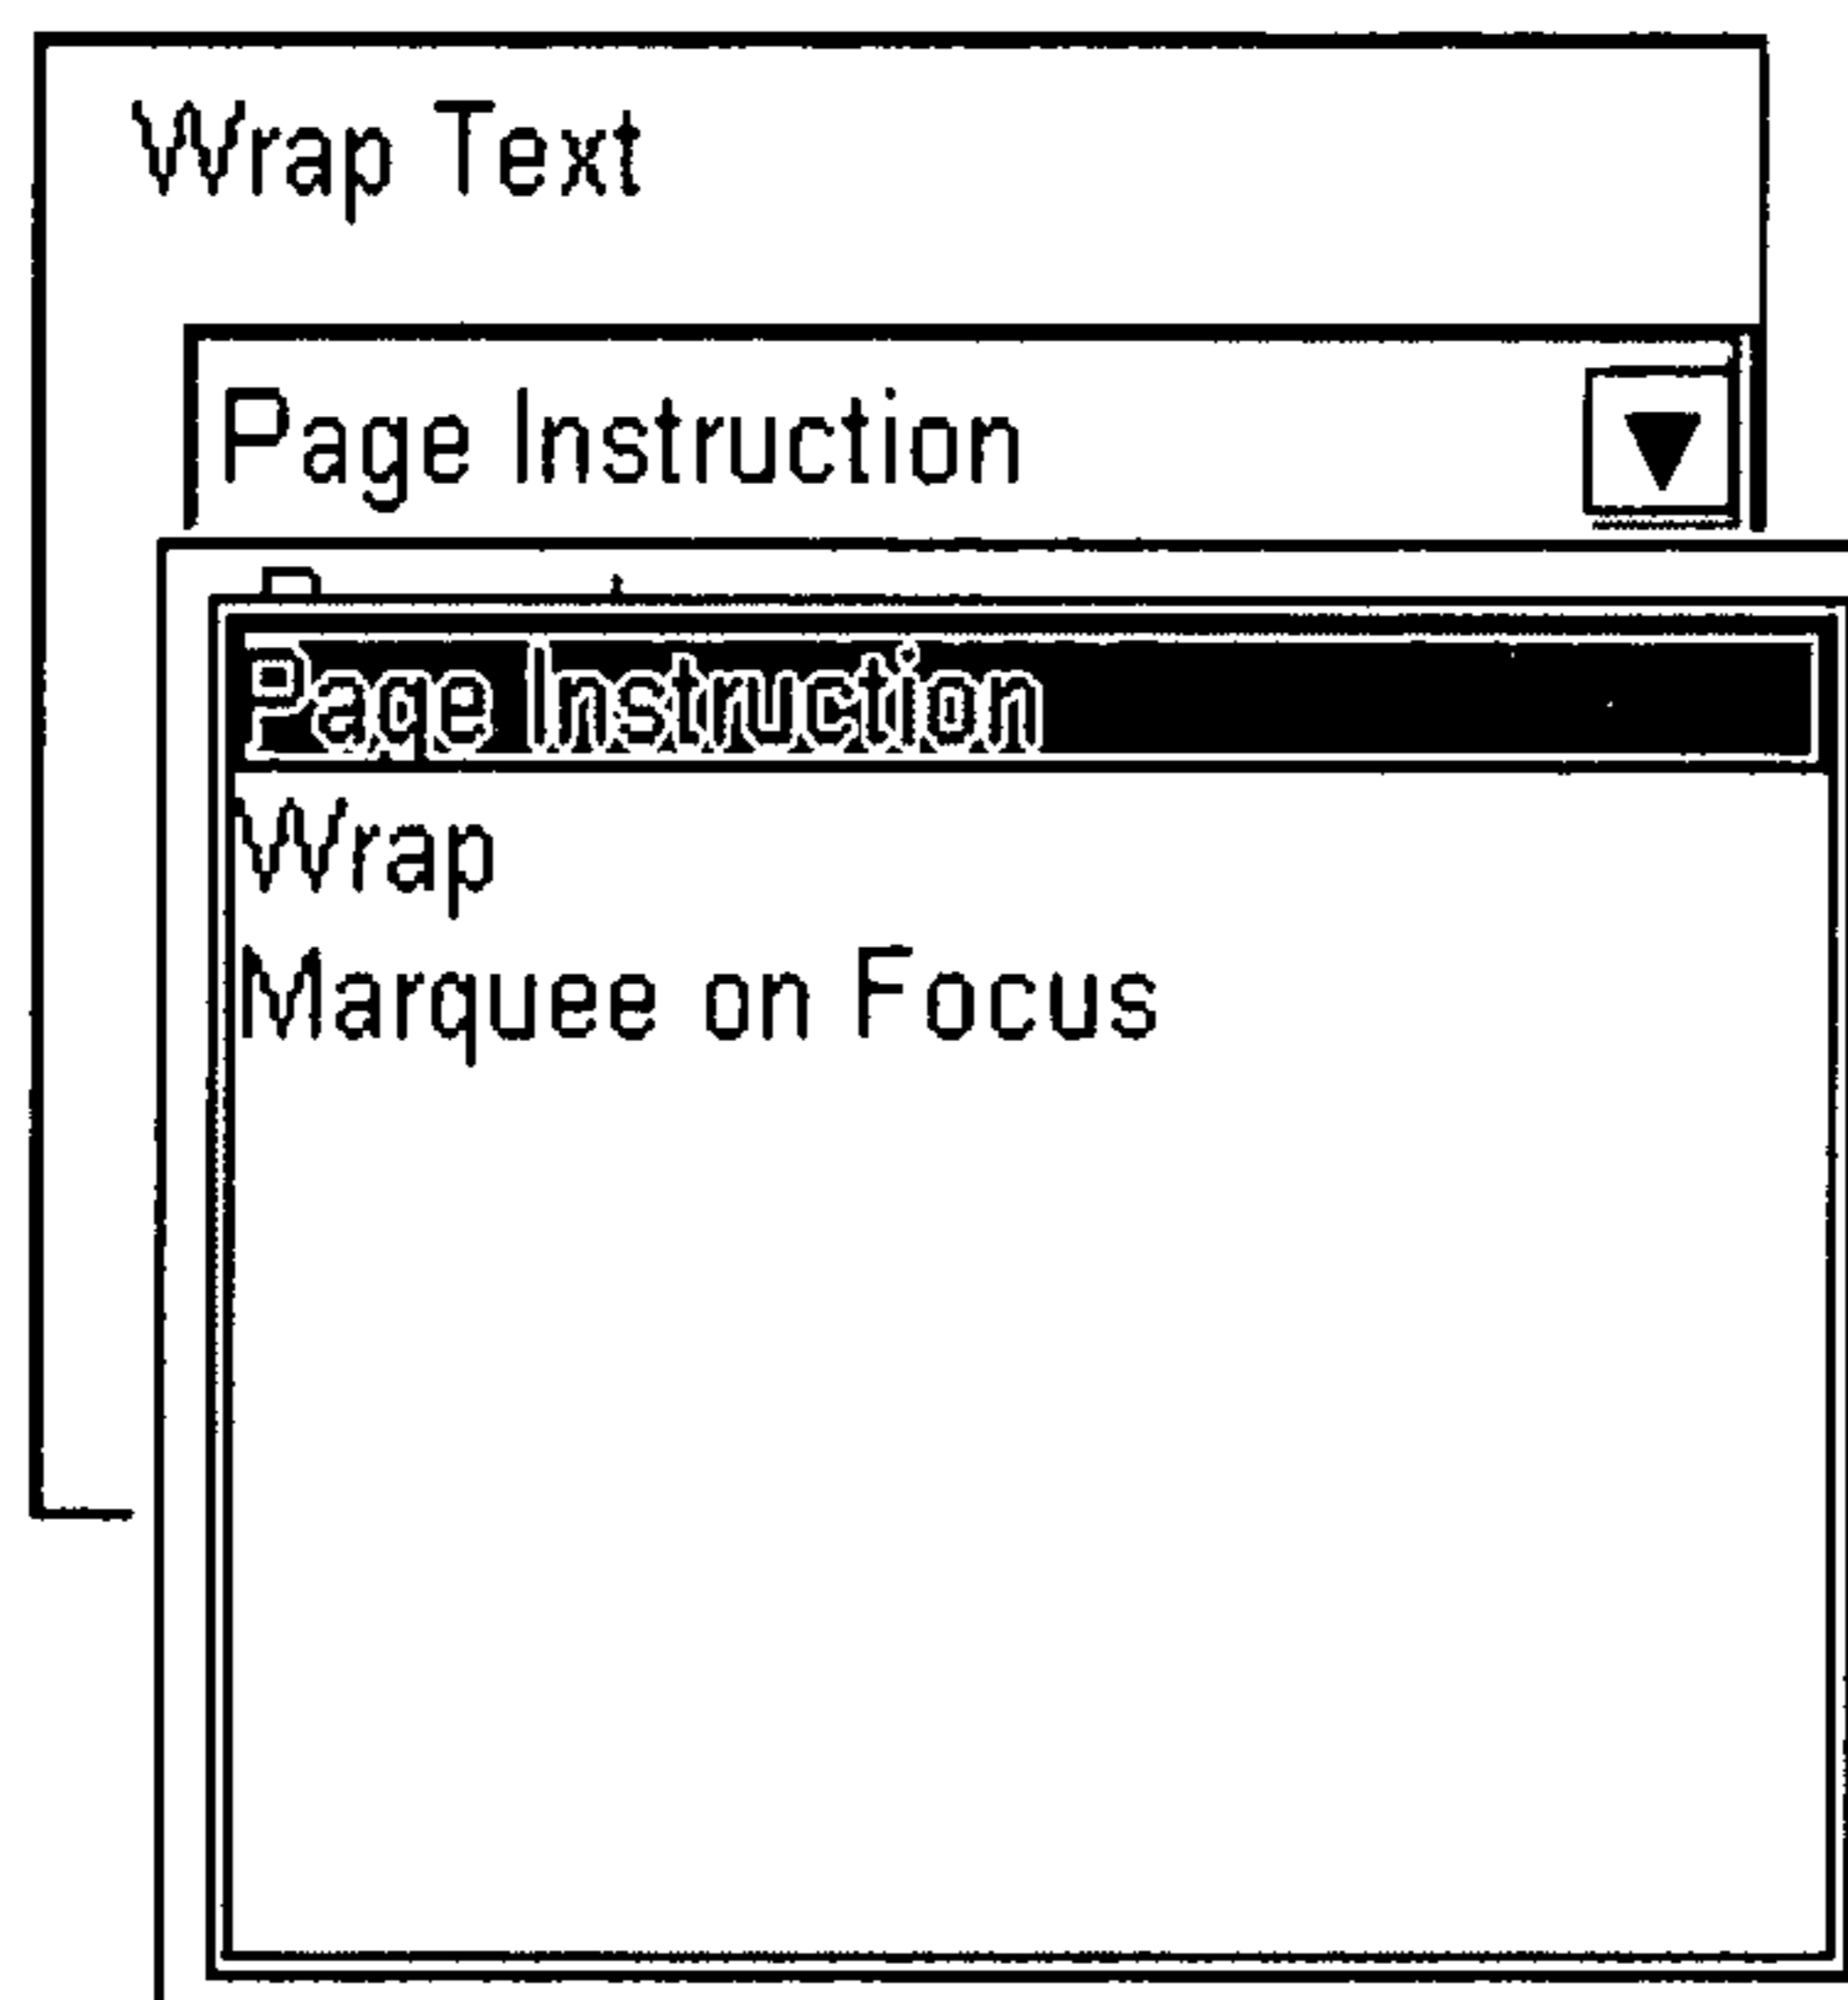 Wrap Text
Page Instruction
Page Instruction
Wrap
Marquee on Focus